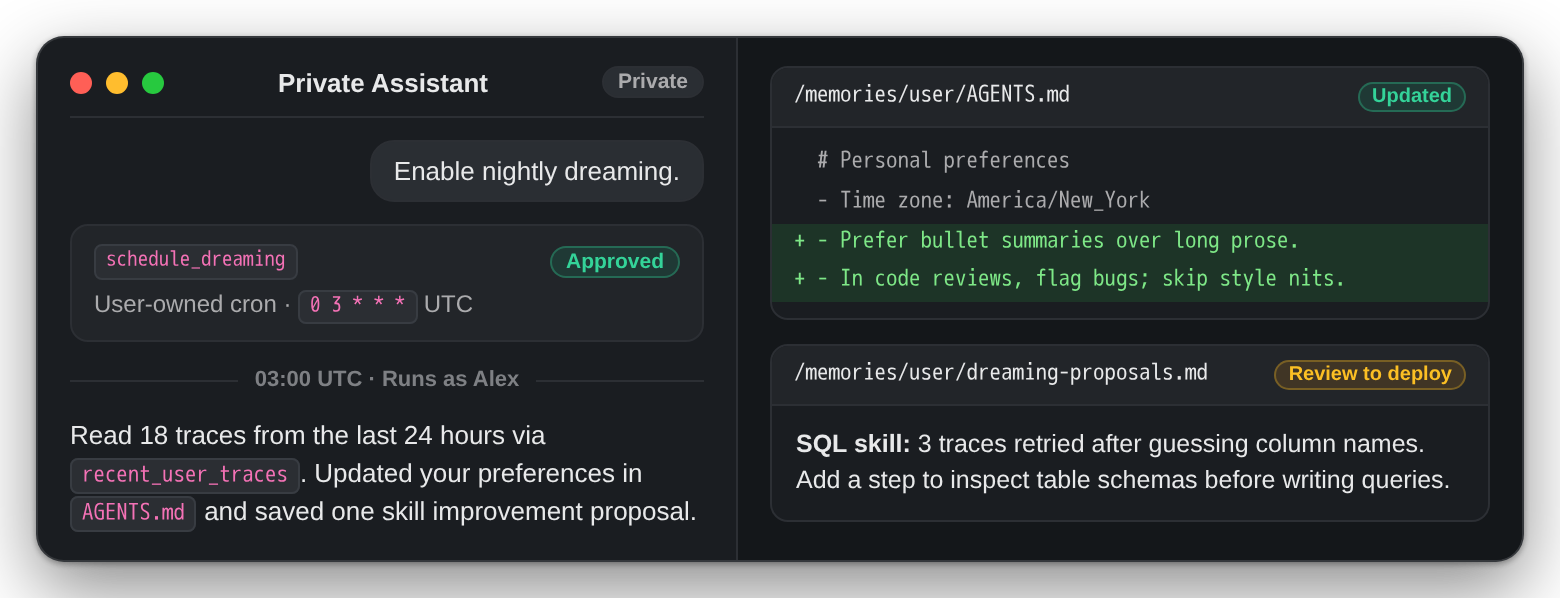 Private Assistant
Private
Enable nightly dreaming.
schedule_dreaming
Approved
User-owned cron · 0 3 * * * UTC
03:00 UTC · Runs as Alex
Read 18 traces from the last 24 hours via
recent_user_traces. Updated your preferences in
AGENTS.md and saved one skill improvement proposal.
/memories/user/AGENTS.md
Updated
# Personal preferences
- Time zone: America/New_York
+ - Prefer bullet summaries over long prose.
+ - In code reviews, flag bugs; skip style nits.
/memories/user/dreaming-proposals.md
Review to deploy
SQL skill: 3 traces retried after guessing column names.
Add a step to inspect table schemas before writing queries.